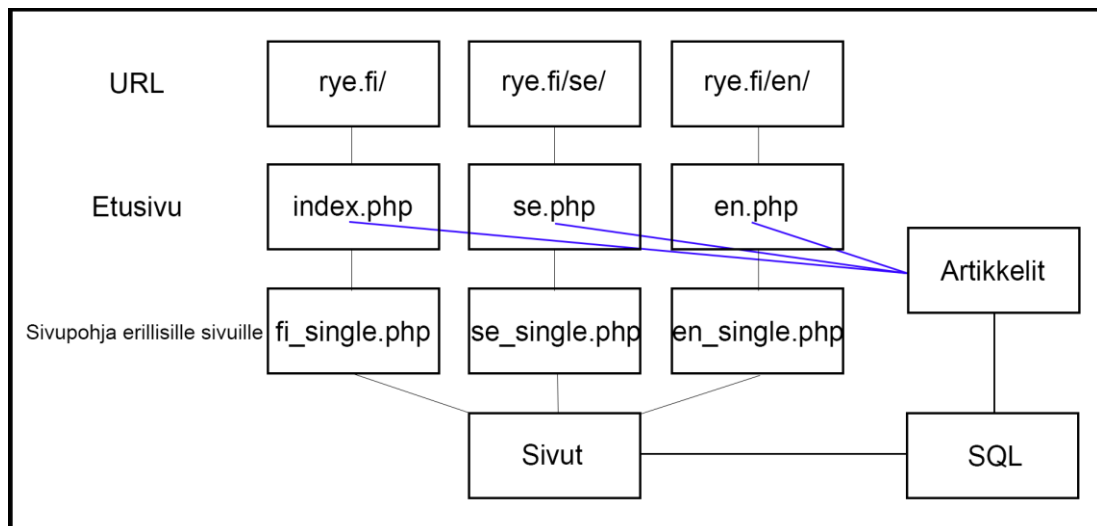 URL
rye.fi/
rye.fi/se/
rye.fi/en/
Etusivu
index.php
se.php
en.php
Artikkelit
Sivupohja erillisille sivuille
fi_single.php
se_single.php
en_single.php
Sivut
SQL